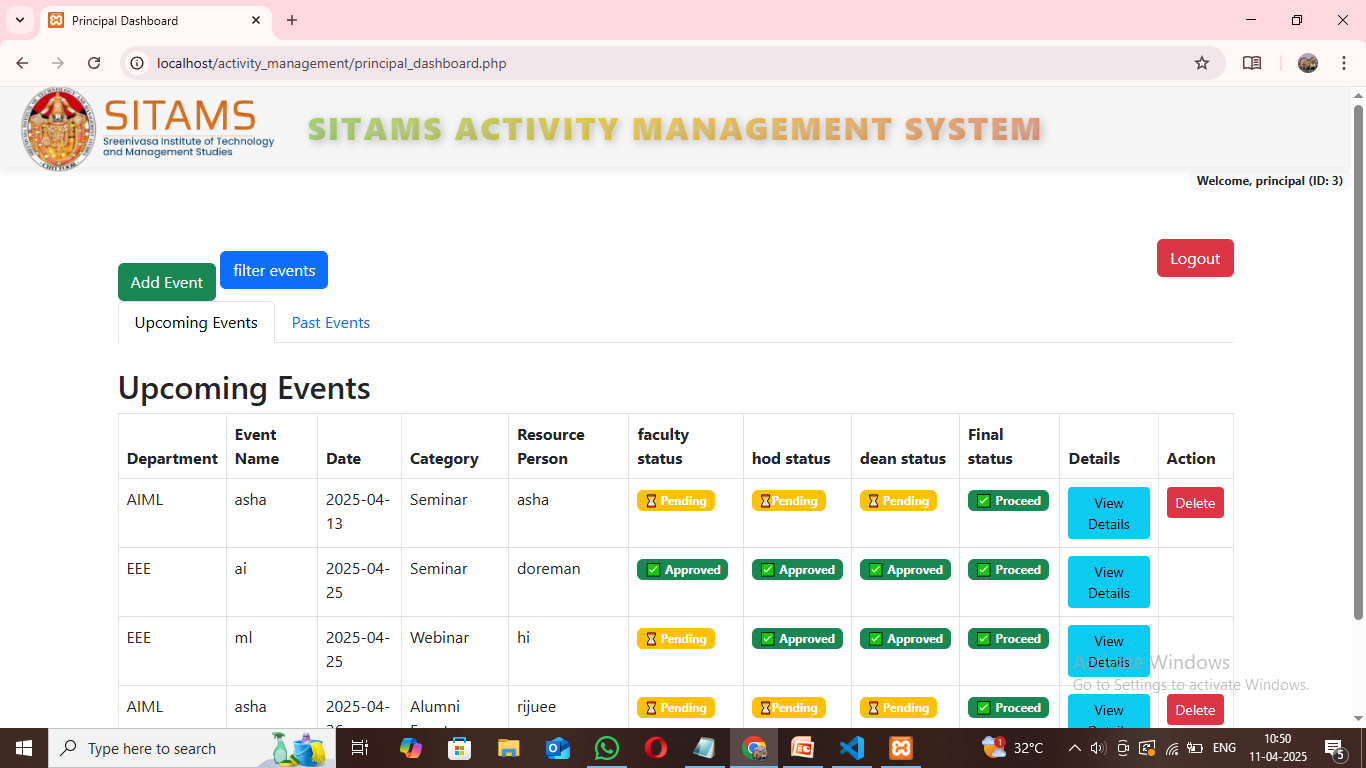 Principal Dashboard
localhost/activity_management/principal_dashboard.php
SITAMS
Sreenivasa Institute of Technology
and Management Studies
SITAMS ACTIVITY MANAGEMENT SYSTEM
Welcome, principal (ID: 3)
Add Event
filter events
Logout
Upcoming Events
Past Events
Upcoming Events
Department
Event
Name
Date
Category
Resource
Person
faculty
status
hod status
dean status
Final
status
Details
Action
AIML
asha
2025-04-
13
Seminar
asha
Pending
Pending
Pending
Proceed
View
Details
Delete
EEE
ai
2025-04-
25
Seminar
doreman
Approved
Approved
Approved
Proceed
View
Details
EEE
ml
2025-04-
25
Webinar
hi
Pending
Approved
Approved
Proceed
View
Details
AIML
asha
2025-04-
Alumni
rijuee
Pending
Pending
Pending
Proceed
View
Delete
Activate Windows
Go to Settings to activate Windows.
Type here to search
32°C
ENG
10:50
11-04-2025
5